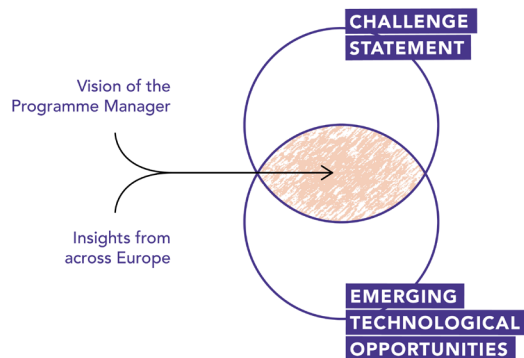 CHALLENGE
STATEMENT
Vision of the
Programme Manager
Insights from
across Europe
EMERGING
TECHNOLOGICAL
OPPORTUNITIES